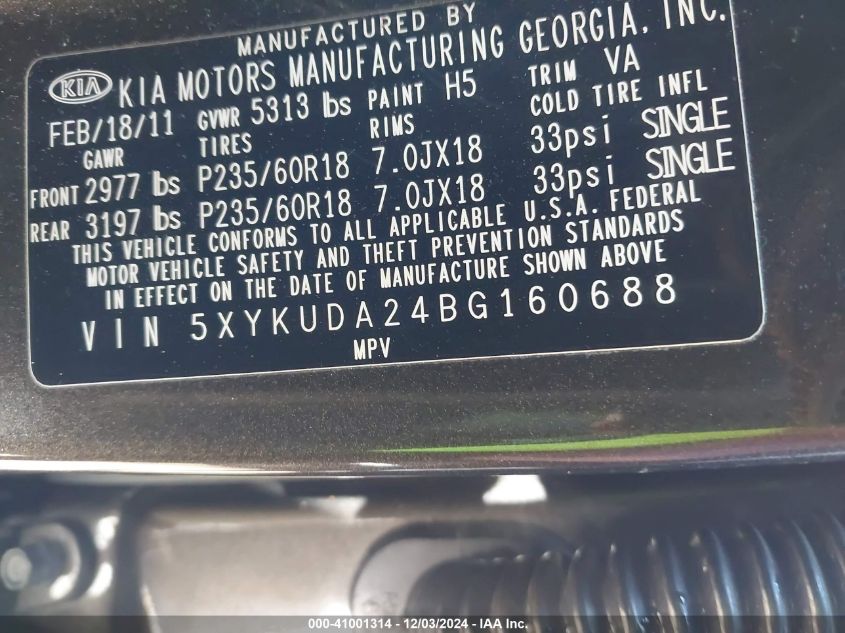 MANUFACTURED BY
KIA KIA MOTORS MANUFACTURING GEORGIA, INC.
FEB/18/11 GVWR 5313 lbs PAINT H5 TRIM VA
GAWR TIRES RIMS COLD TIRE INFL
FRONT 2977 lbs P235/60R18 7.0JX18 33psi SINGLE
REAR 3197 lbs P235/60R18 7.0JX18 33psi SINGLE
THIS VEHICLE CONFORMS TO ALL APPLICABLE U.S.A. FEDERAL
MOTOR VEHICLE SAFETY AND THEFT PREVENTION STANDARDS
IN EFFECT ON THE DATE OF MANUFACTURE SHOWN ABOVE
VIN 5XYKUDA24BG160688
MPV
000-41001314 - 12/03/2024 - IAA Inc.